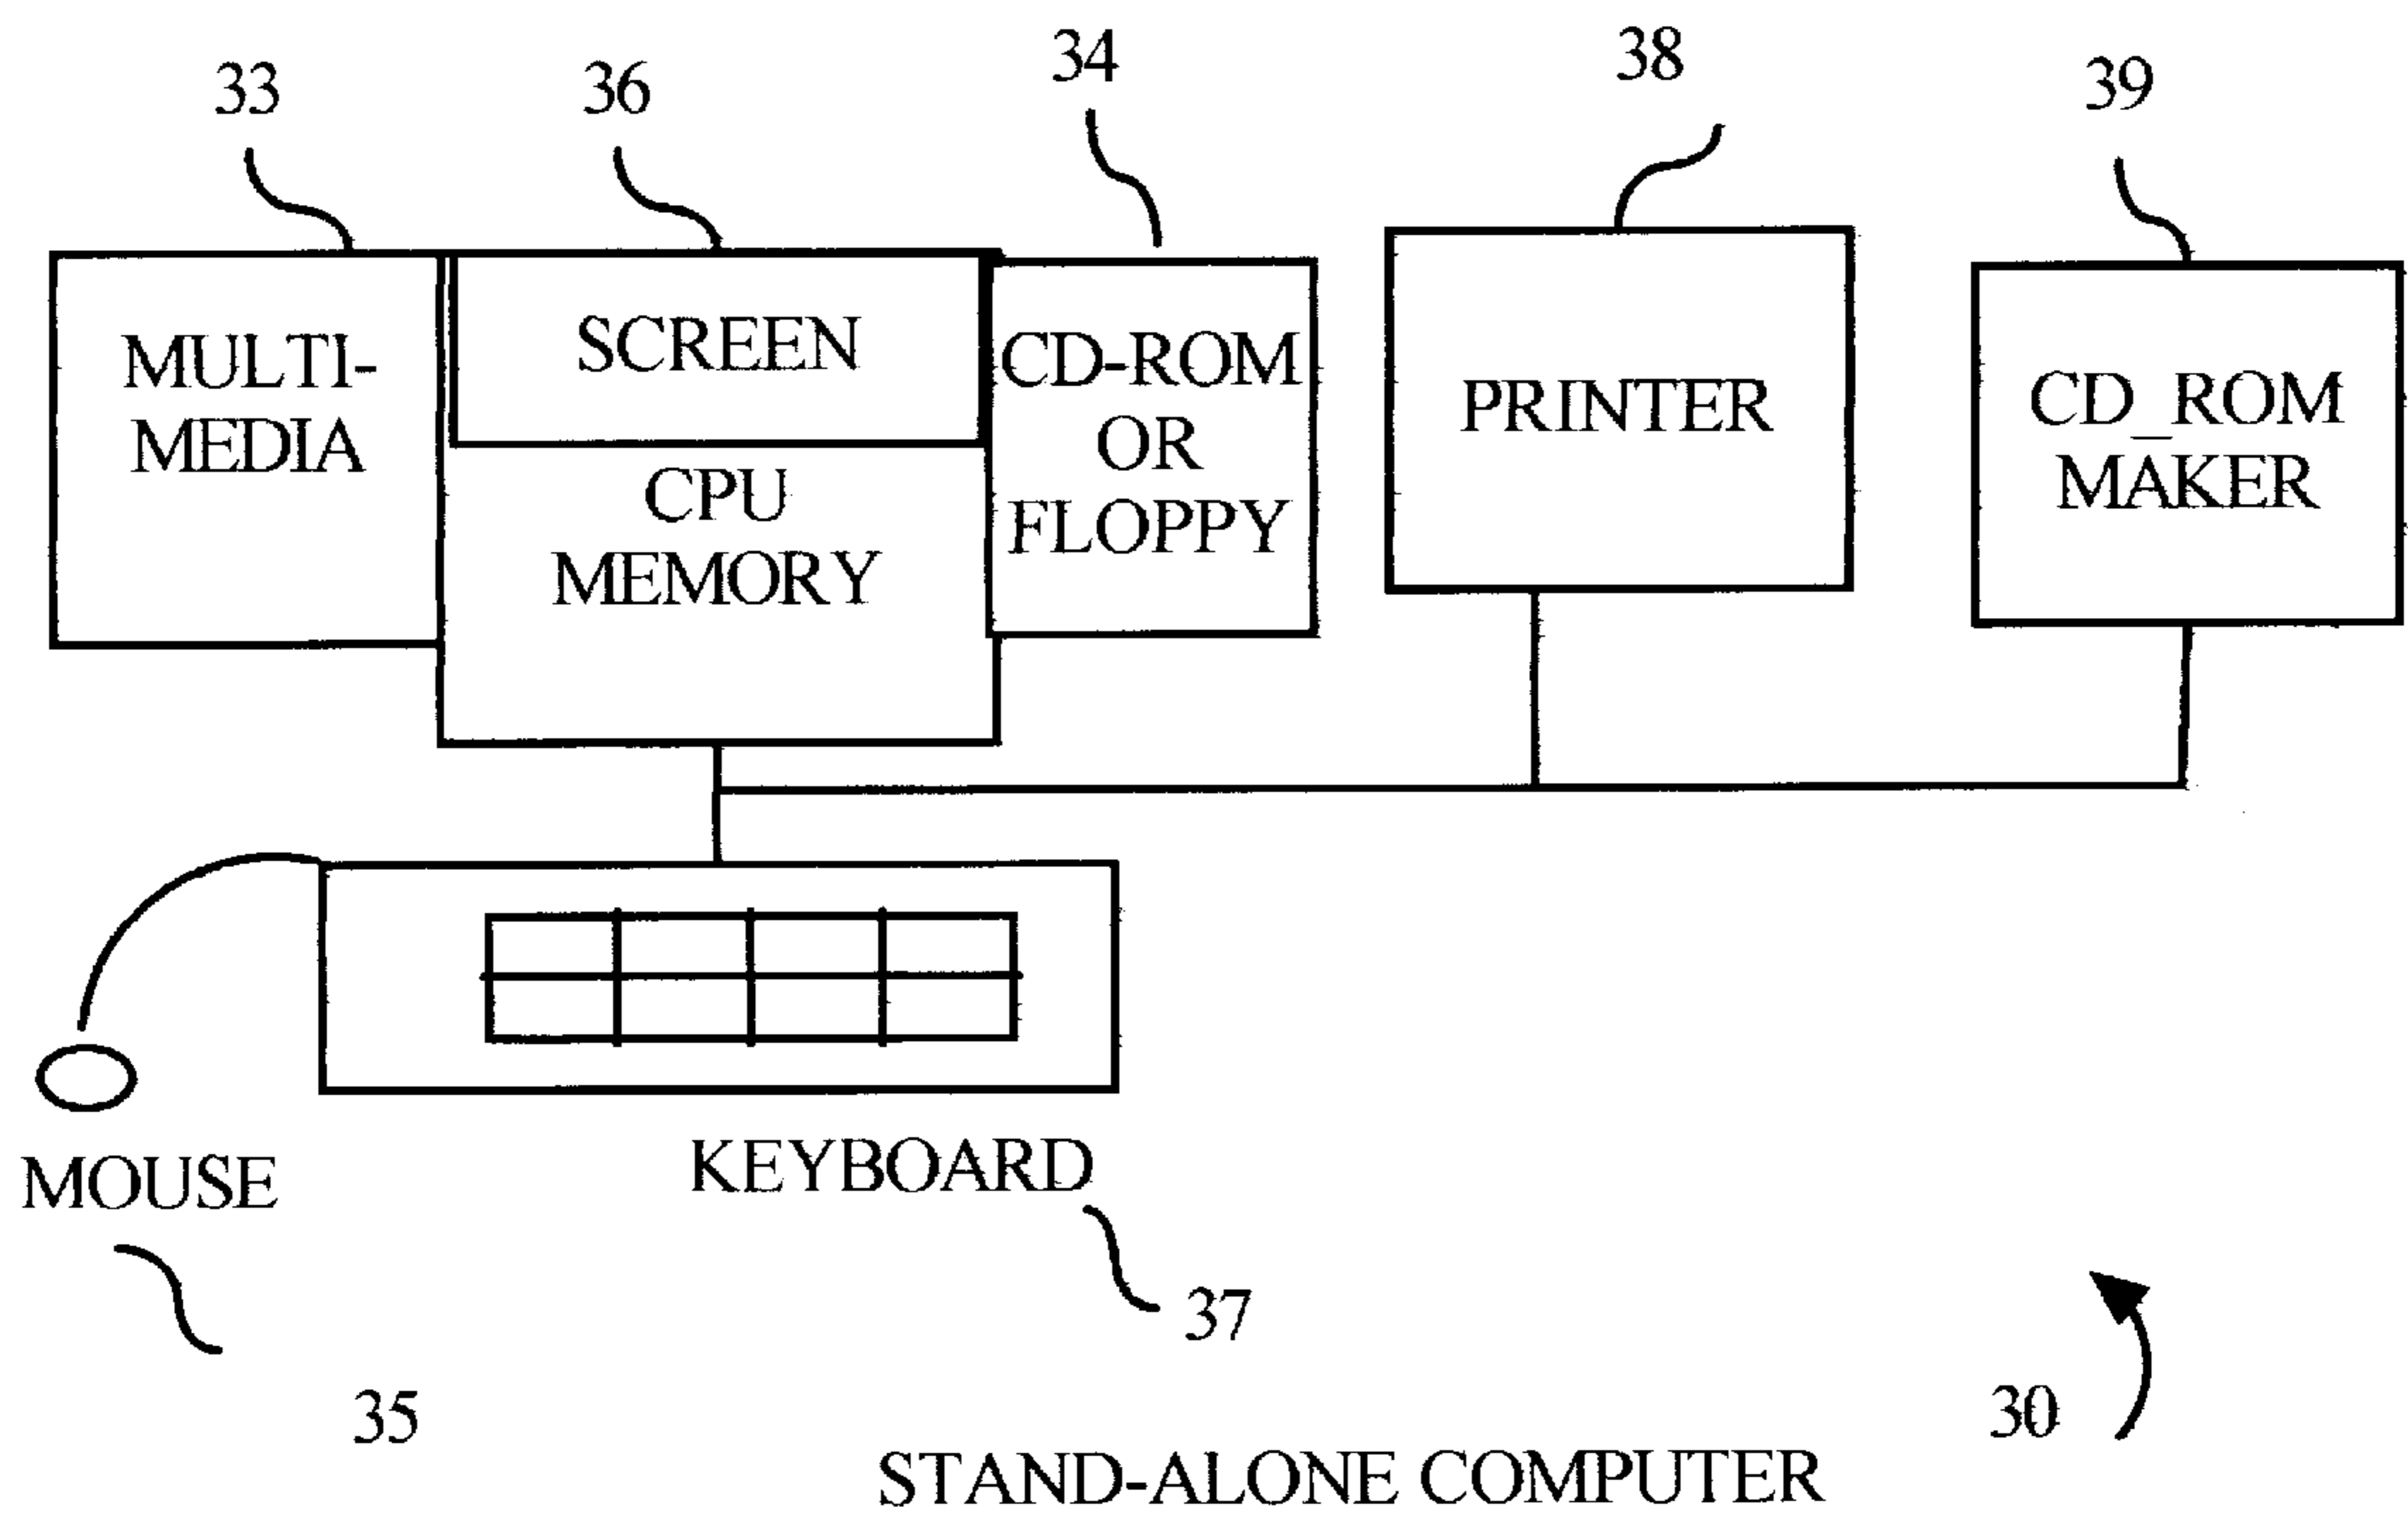 33
36
34
38
39
MULTI-
MEDIA
SCREEN
CPU
MEMORY
CD-ROM
OR
FLOPPY
PRINTER
CD_ROM
MAKER
MOUSE
KEYBOARD
37
35
30
STAND-ALONE COMPUTER